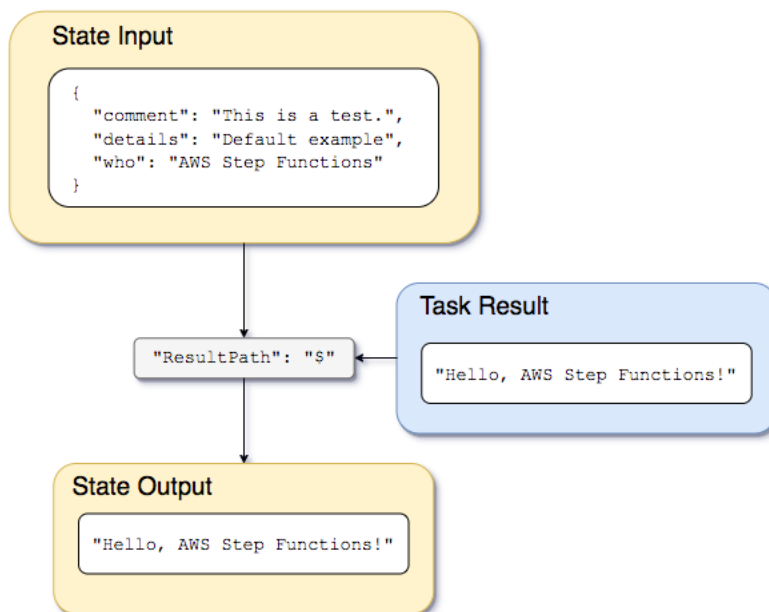 State Input
{
"comment": "This is a test.",
"details": "Default example",
"who": "AWS Step Functions"
}
Task Result
"ResultPath": "$"
"Hello, AWS Step Functions!"
State Output
"Hello, AWS Step Functions!"